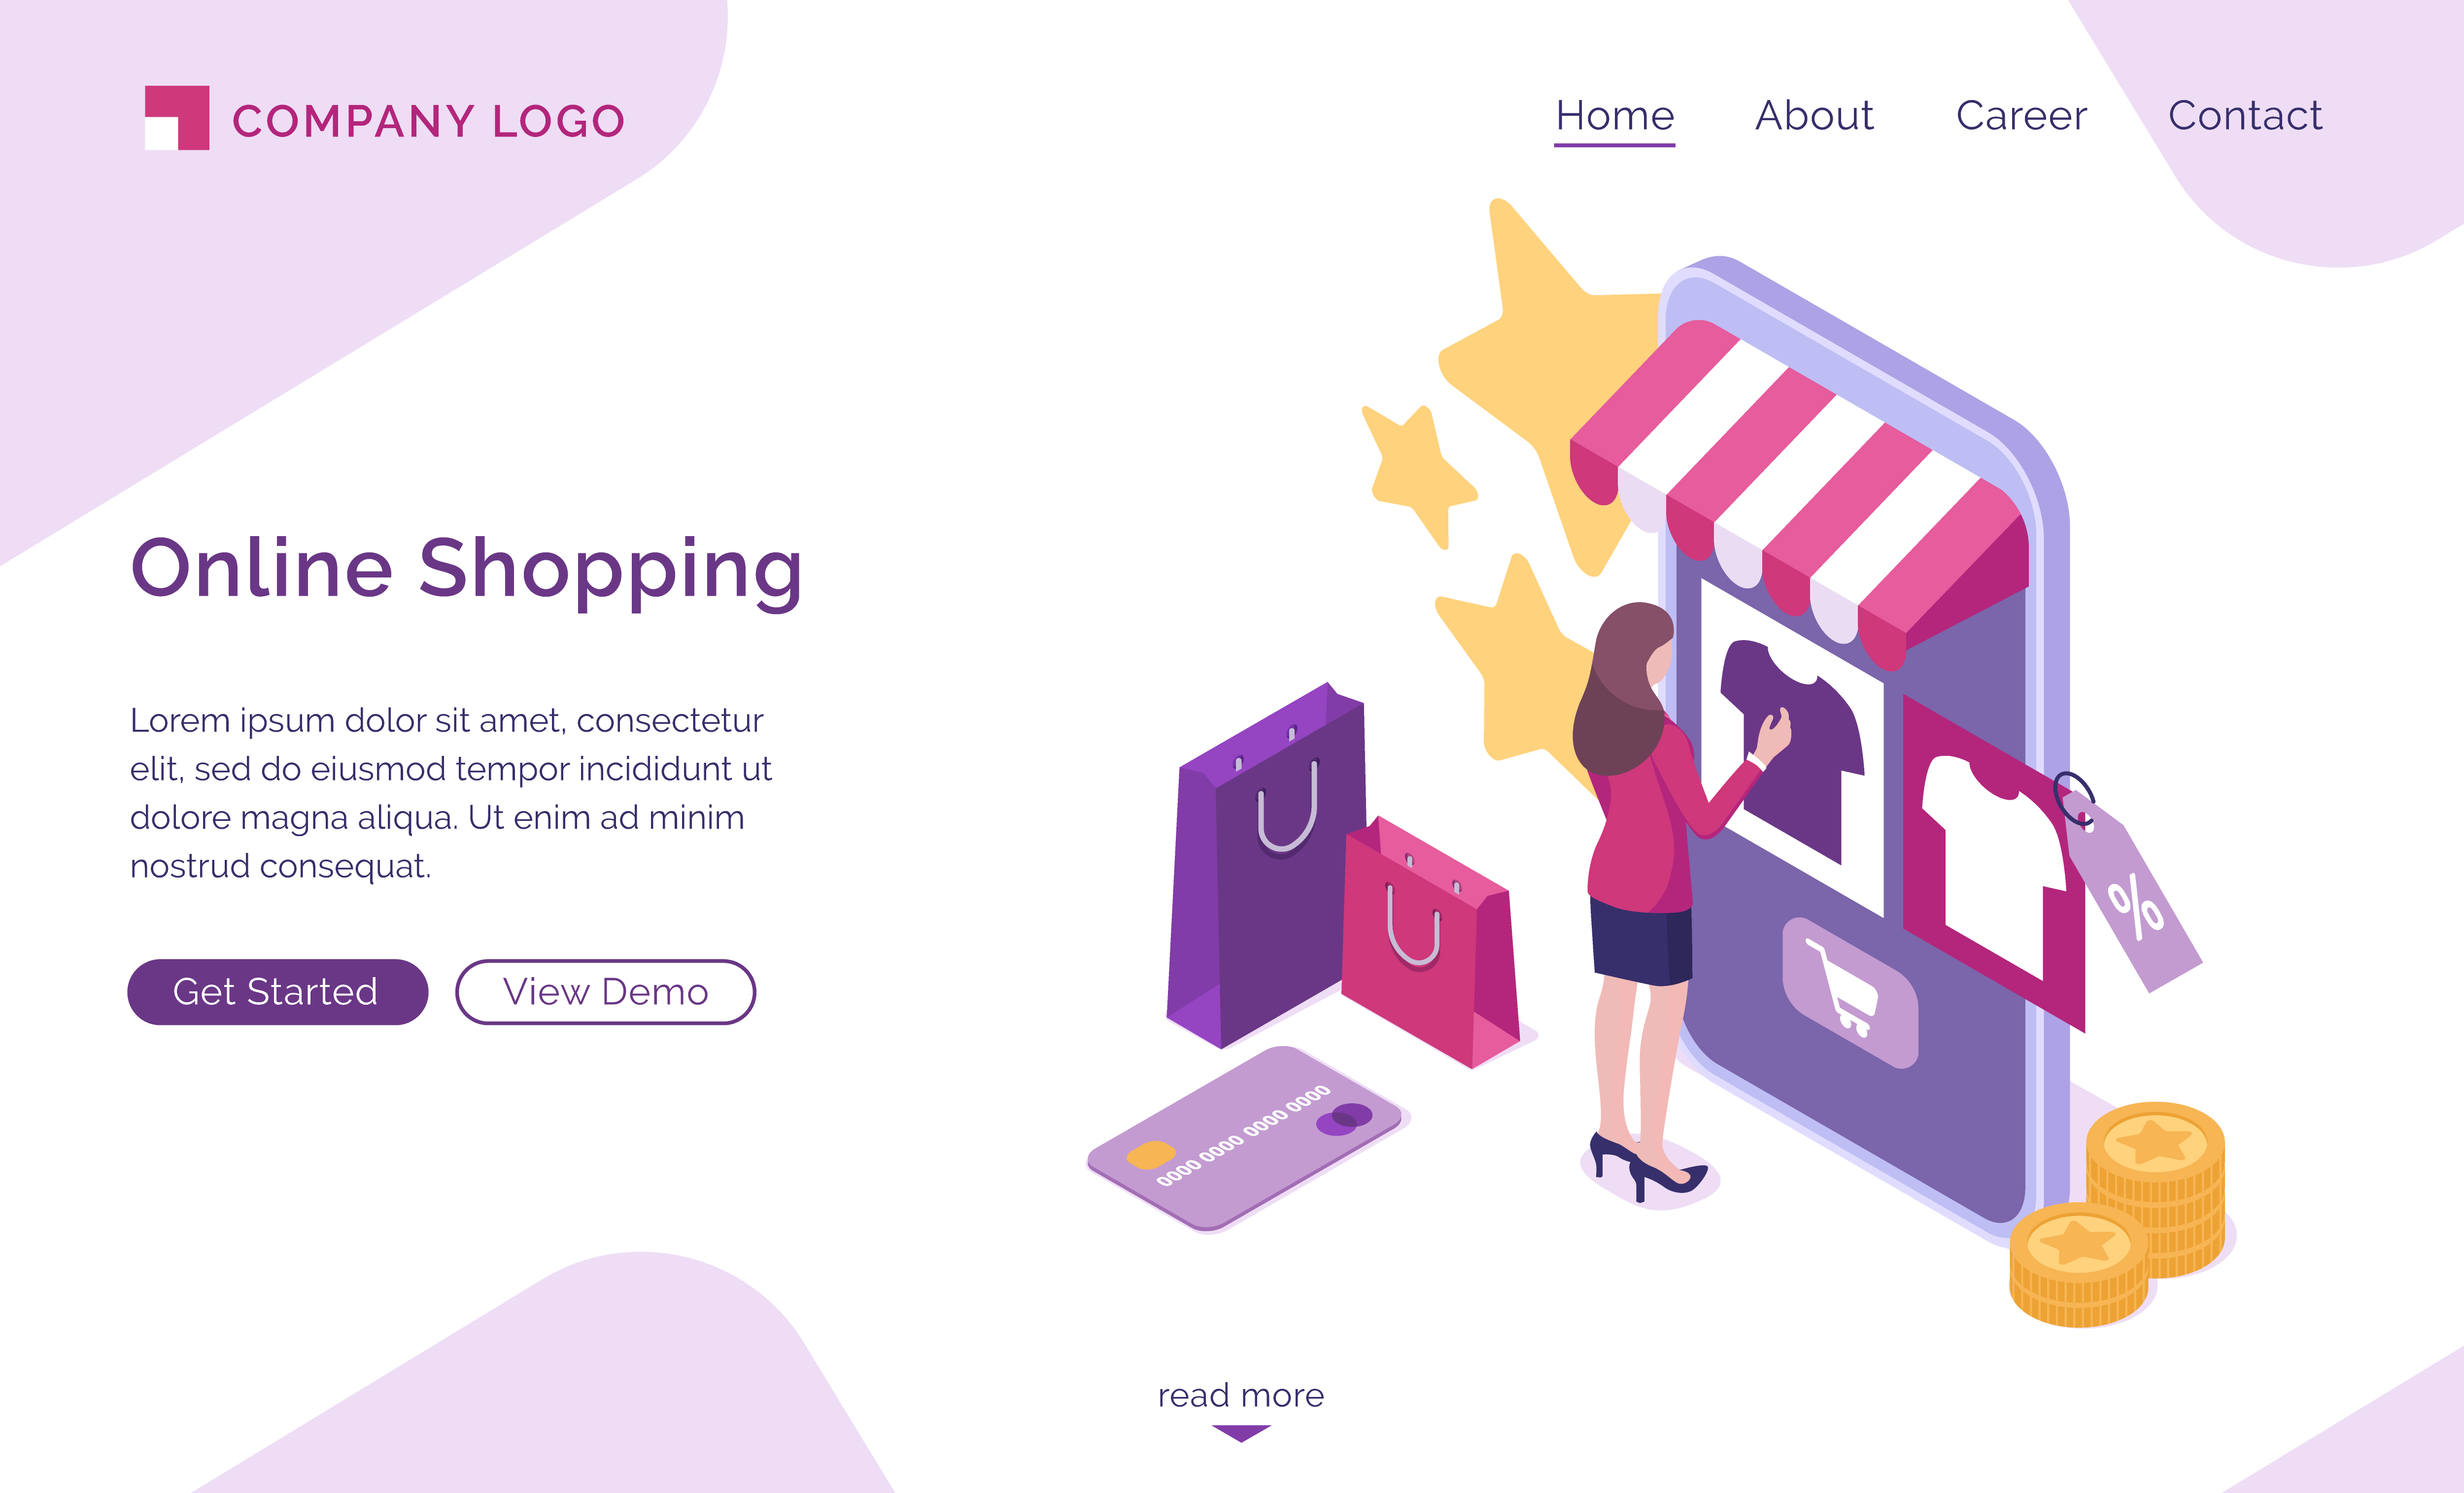 COMPANY LOGO
Home About Career Contact
Online Shopping
Lorem ipsum dolor sit amet, consectetur
elit, sed do eiusmod tempor incididunt ut
dolore magna aliqua. Ut enim ad minim
nostrud consequat.
Get Started View Demo
%
0000 0000 0000 0000
read more